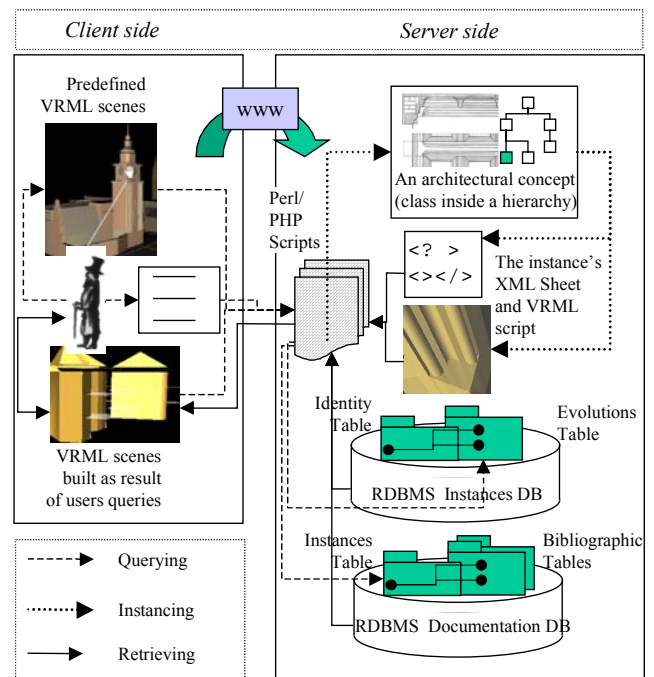 Client side
Server side
Predefined
VRML scenes
www
Perl/
PHP
Scripts
An architectural concept
(class inside a hierarchy)
<? >
<></>
The instance's
XML Sheet
and VRML
script
VRML scenes
built as result
of users queries
Identity
Table
Evolutions
Table
RDBMS Instances DB
Instances
Table
Bibliographic
Tables
RDBMS Documentation DB
Querying
Instancing
Retrieving